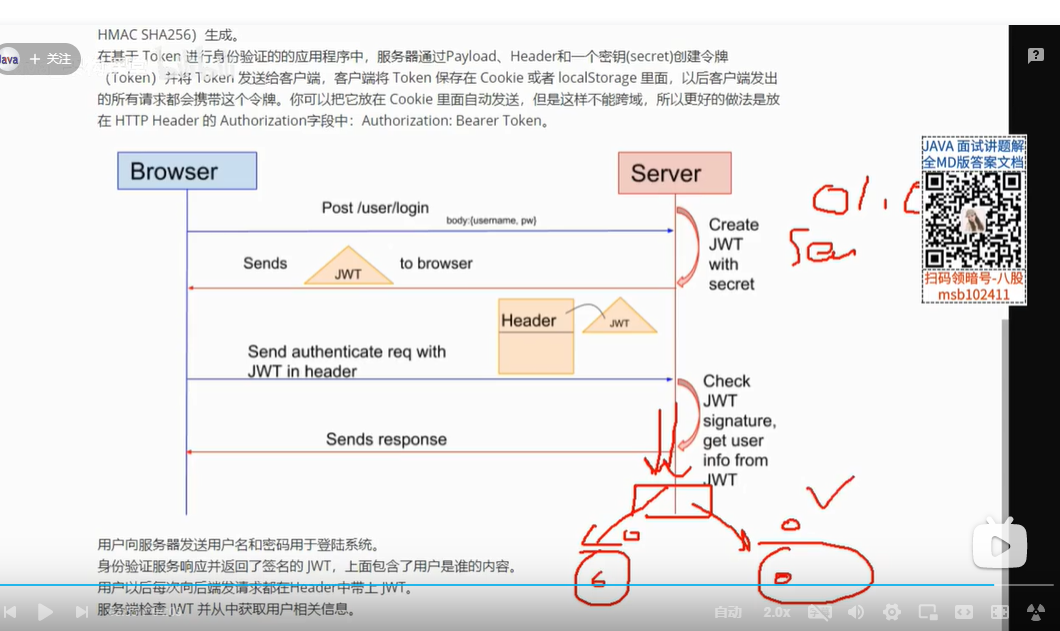 HMAC SHA256）生成。
在基于 Token 进行身份验证的的应用程序中，服务器通过Payload、Header和一个密钥(secret)创建令牌
（Token）并将 Token 发送给客户端，客户端将 Token 保存在 Cookie 或者 localStorage 里面，以后客户端发出
的所有请求都会携带这个令牌。你可以把它放在 Cookie 里面自动发送，但是这样不能跨域，所以更好的做法是放
在 HTTP Header 的 Authorization字段中：Authorization: Bearer Token。
Java
+ 关注
Browser
Server
Post /user/login
body:{username, pw}
Create
JWT
with
secret
Sends
JWT
to browser
Header
JWT
Send authenticate req with
JWT in header
Check
JWT
signature,
get user
info from
JWT
Sends response
JAVA 面试讲题解
全MD版答案文档
扫码领暗号-八股
msb102411
用户向服务器发送用户名和密码用于登陆系统。
身份验证服务响应并返回了签名的 JWT，上面包含了用户是谁的内容。
用户以后每次向后端发请求都在Header中带上 JWT。
服务端检查 JWT 并从中获取用户相关信息。
自动
2.0x